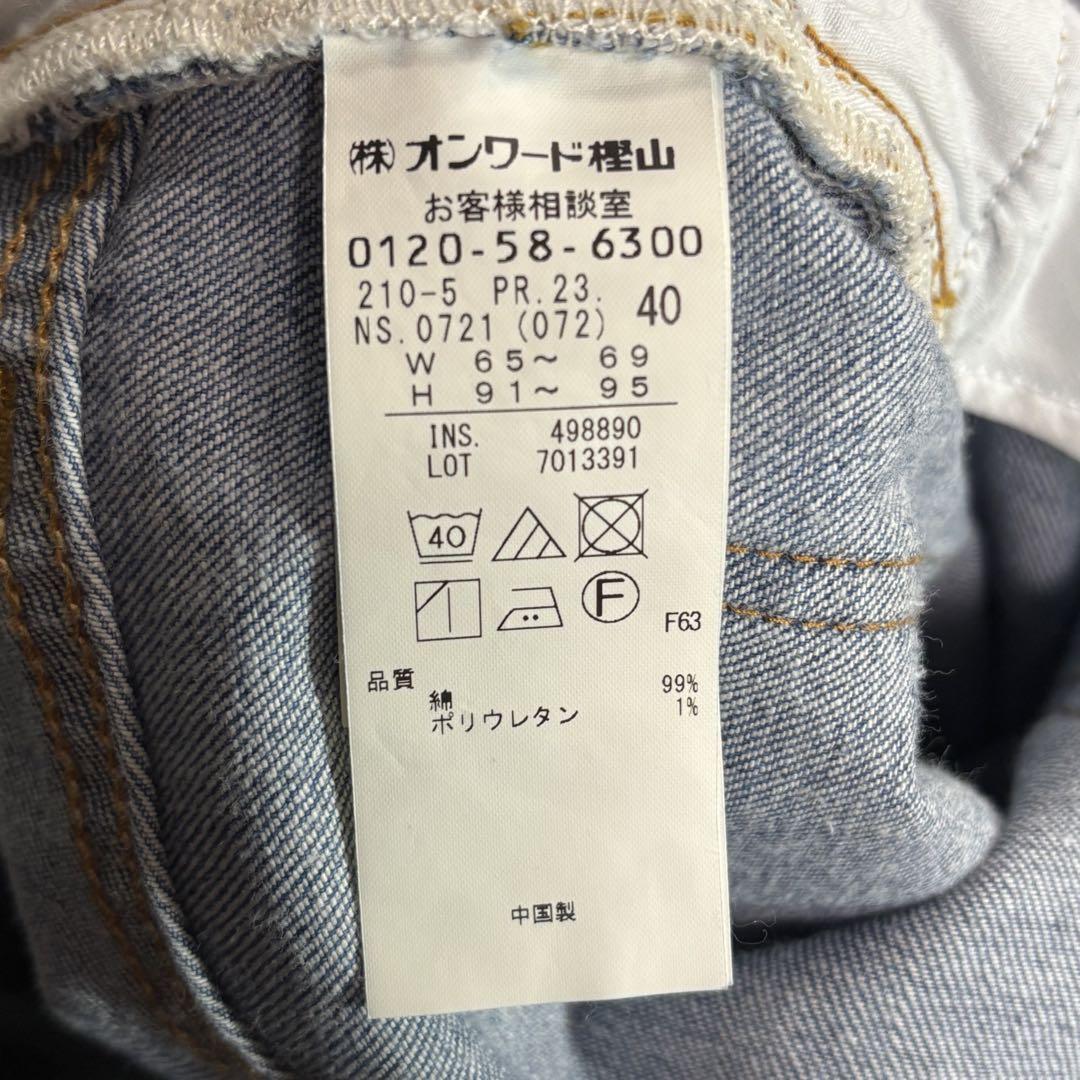 (株)オンワード樫山
お客様相談室
0120-58-6300
210-5 PR.23. 40
NS.0721 (072)
W 65〜 69
H 91〜 95
INS. 498890
LOT 7013391
40
F
F63
品質
綿 99%
ポリウレタン 1%
中国製